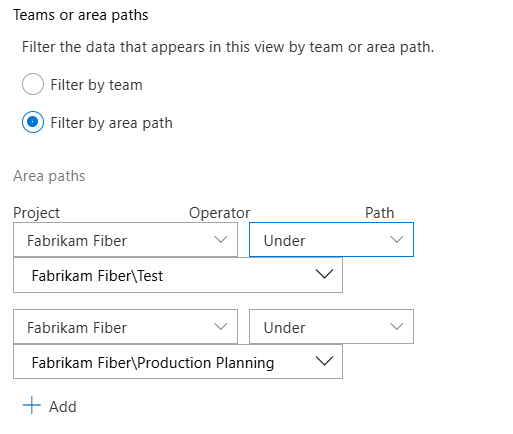 Teams or area paths
Filter the data that appears in this view by team or area path.
Filter by team
Filter by area path
Area paths
Project Operator Path
Fabrikam Fiber Under
Fabrikam Fiber\Test
Fabrikam Fiber Under
Fabrikam Fiber\Production Planning
Add